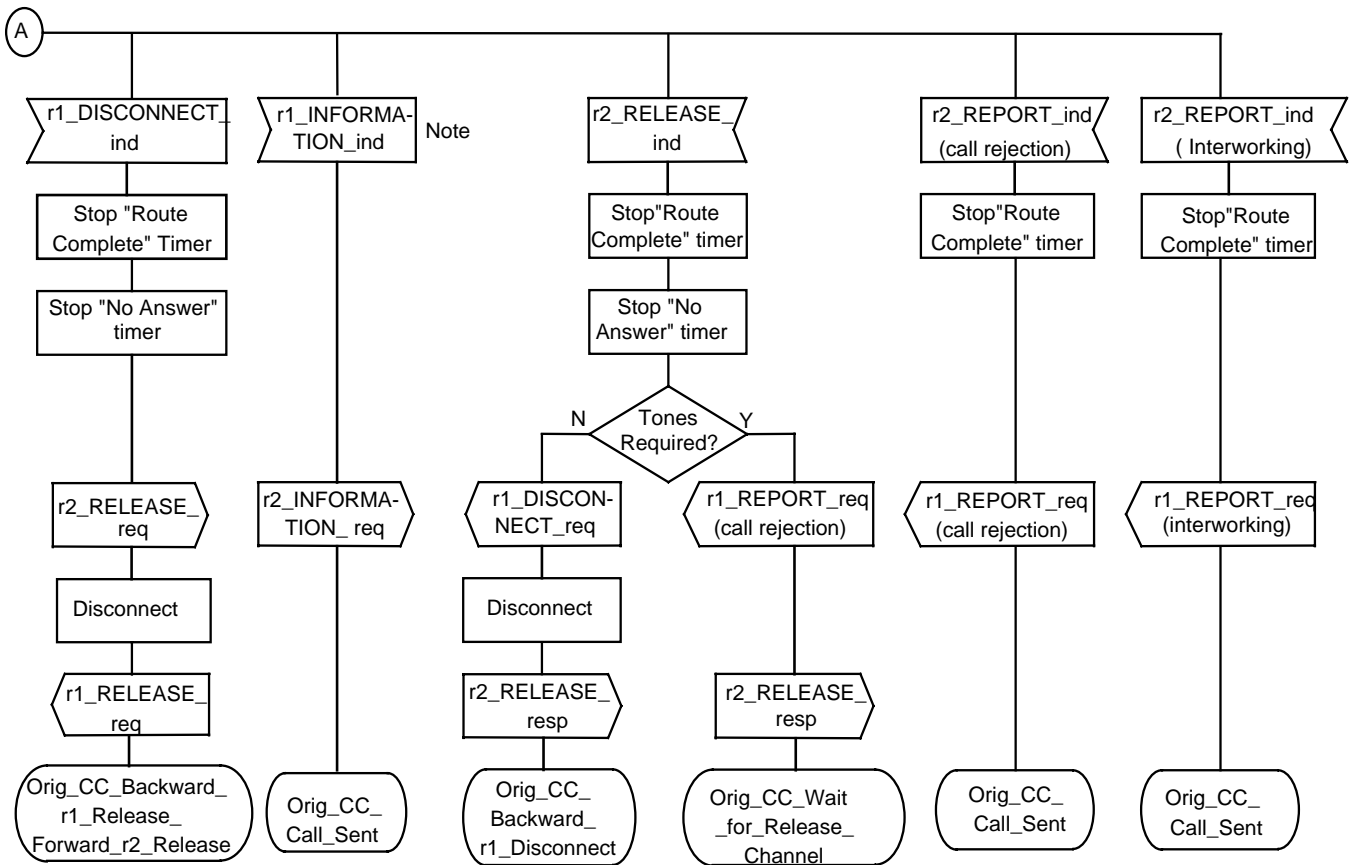 A
r1_DISCONNECT_
ind
r1_INFORMA-
TION_ind
Note
r2_RELEASE_
ind
r2_REPORT_ind
(call rejection)
r2_REPORT_ind
( Interworking)
Stop "Route
Complete" Timer
Stop"Route
Complete" timer
Stop"Route
Complete" timer
Stop"Route
Complete" timer
Stop "No Answer"
timer
Stop "No
Answer" timer
N
Tones
Required?
Y
r2_RELEASE_
req
r2_INFORMA-
TION_ req
r1_DISCON-
NECT_req
r1_REPORT_req
(call rejection)
r1_REPORT_req
(call rejection)
r1_REPORT_req
(interworking)
Disconnect
Disconnect
r1_RELEASE_
req
r2_RELEASE_
resp
r2_RELEASE_
resp
Orig_CC_Backward_
r1_Release_
Forward_r2_Release
Orig_CC_
Call_Sent
Orig_CC_
Backward_
r1_Disconnect
Orig_CC_Wait
_for_Release_
Channel
Orig_CC_
Call_Sent
Orig_CC_
Call_Sent